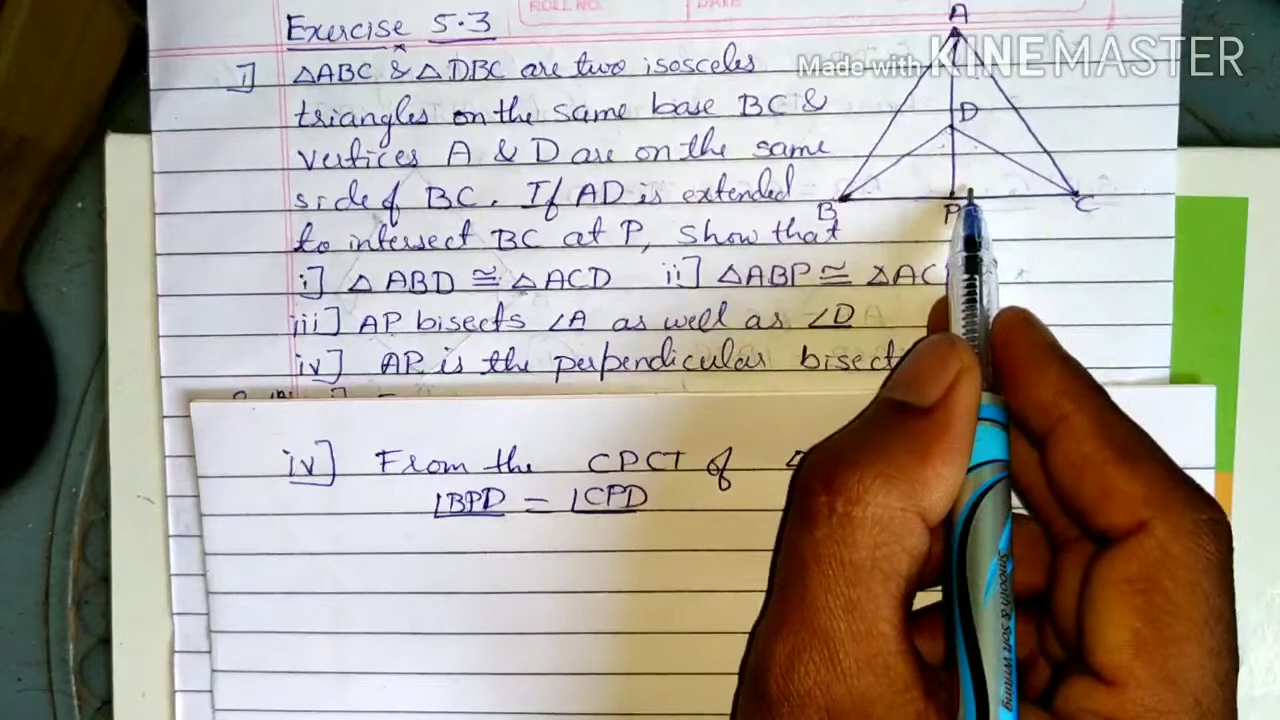 ROLL NO.
DATE
Made with KINEMASTER
Exercise 5.3
1] △ABC & △DBC are two isosceles
triangles on the same base BC &
vertices A & D are on the same
side of BC. If AD is extended
to intersect BC at P, show that
i] △ABD ≅ △ACD ii] △ABP ≅ △AC
iii] AP bisects ∠A as well as ∠D
iv] AP is the perpendicular bisect
A
D
B
P
C
iv] From the CPCT of △
∠BPD = ∠CPD
Smooth & Soft Writing